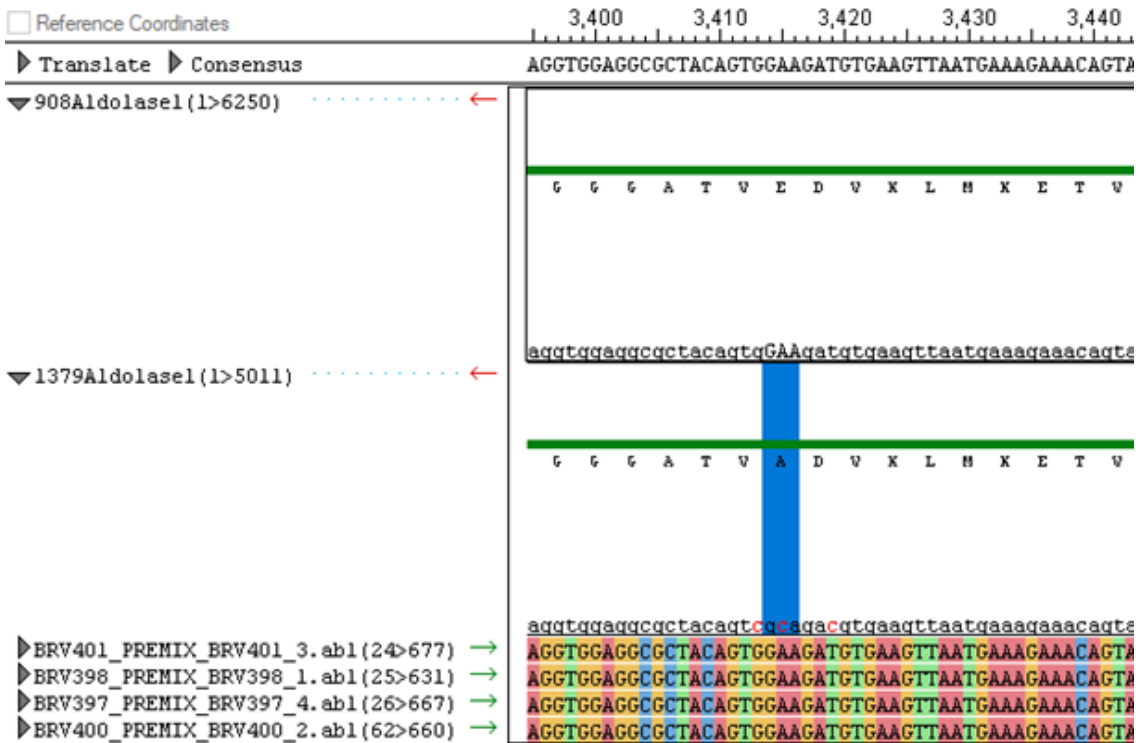 Reference Coordinates 3,400 3,410 3,420 3,430 3,440
Translate Consensus AGGTGGAGGCGCTACAGTGGAAGATGTGAAGTTAATGAAAGAAACAGTA
908Aldolase1(1>6250)
G G G A T V E D V K L M K E T V
aggtggaggcgctacagtgGAAgatgtgaagttaatgaaagaaacagta
1379Aldolase1(1>5011)
G G G A T V A D V K L M K E T V
aggtggaggcgctacagtcgcagacgtgaagttaatgaaagaaacagta
BRV401_PREMIX_BRV401_3.ab1(24>677) AGGTGGAGGCGCTACAGTGGAAGATGTGAAGTTAATGAAAGAAACAGTA
BRV398_PREMIX_BRV398_1.ab1(25>631) AGGTGGAGGCGCTACAGTGGAAGATGTGAAGTTAATGAAAGAAACAGTA
BRV397_PREMIX_BRV397_4.ab1(26>667) AGGTGGAGGCGCTACAGTGGAAGATGTGAAGTTAATGAAAGAAACAGTA
BRV400_PREMIX_BRV400_2.ab1(62>660) AGGTGGAGGCGCTACAGTGGAAGATGTGAAGTTAATGAAAGAAACAGTA